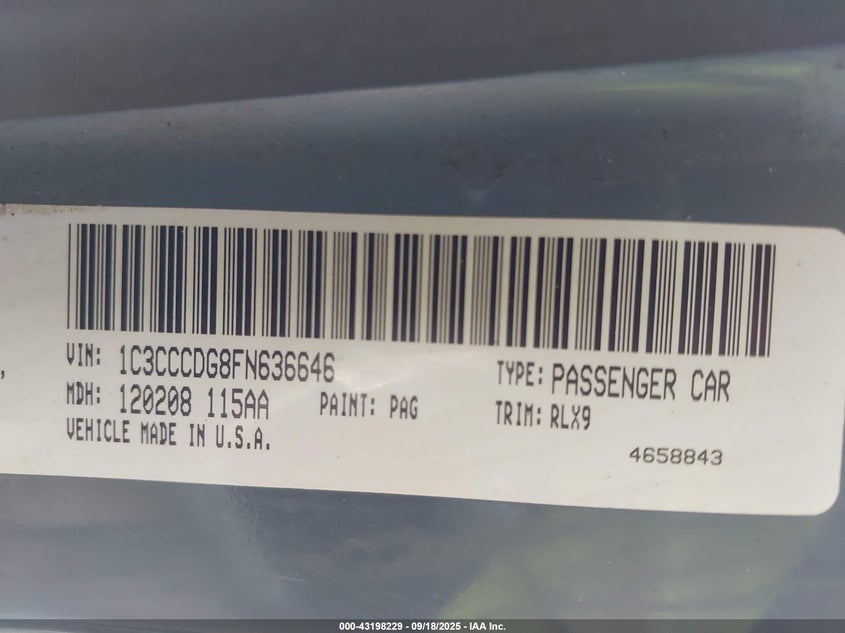 VIN: 1C3CCCDG8FN636646
TYPE: PASSENGER CAR
MDH: 120208 115AA PAINT: PAG
TRIM: RLX9
VEHICLE MADE IN U.S.A.
4658843
000-43198229 - 09/18/2025 - IAA Inc.